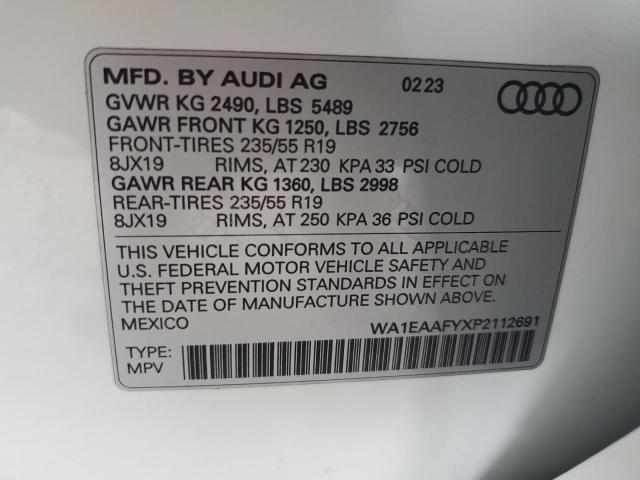 MFD. BY AUDI AG 02 23
GVWR KG 2490, LBS 5489
GAWR FRONT KG 1250, LBS 2756
FRONT-TIRES 235/55 R19
8JX19 RIMS, AT 230 KPA 33 PSI COLD
GAWR REAR KG 1360, LBS 2998
REAR-TIRES 235/55 R19
8JX19 RIMS, AT 250 KPA 36 PSI COLD
THIS VEHICLE CONFORMS TO ALL APPLICABLE
U.S. FEDERAL MOTOR VEHICLE SAFETY AND
THEFT PREVENTION STANDARDS IN EFFECT ON
THE DATE OF MANUFACTURE SHOWN ABOVE.
MEXICO WA1EAAFYXP2112691
TYPE:
MPV